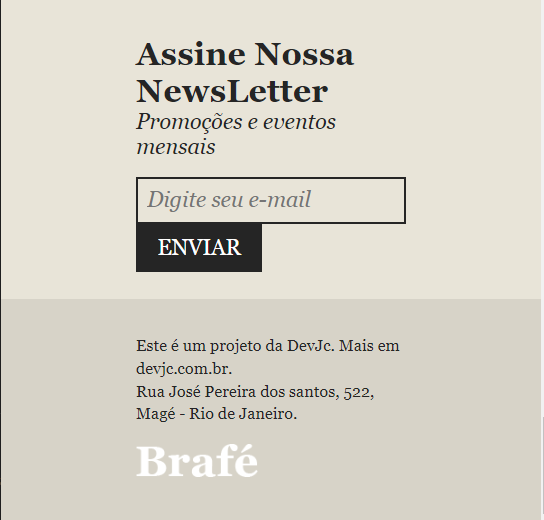 Assine Nossa
NewsLetter
Promoções e eventos
mensais
Digite seu e-mail
ENVIAR
Este é um projeto da DevJc. Mais em
devjc.com.br.
Rua José Pereira dos santos, 522,
Magé - Rio de Janeiro.
Brafé